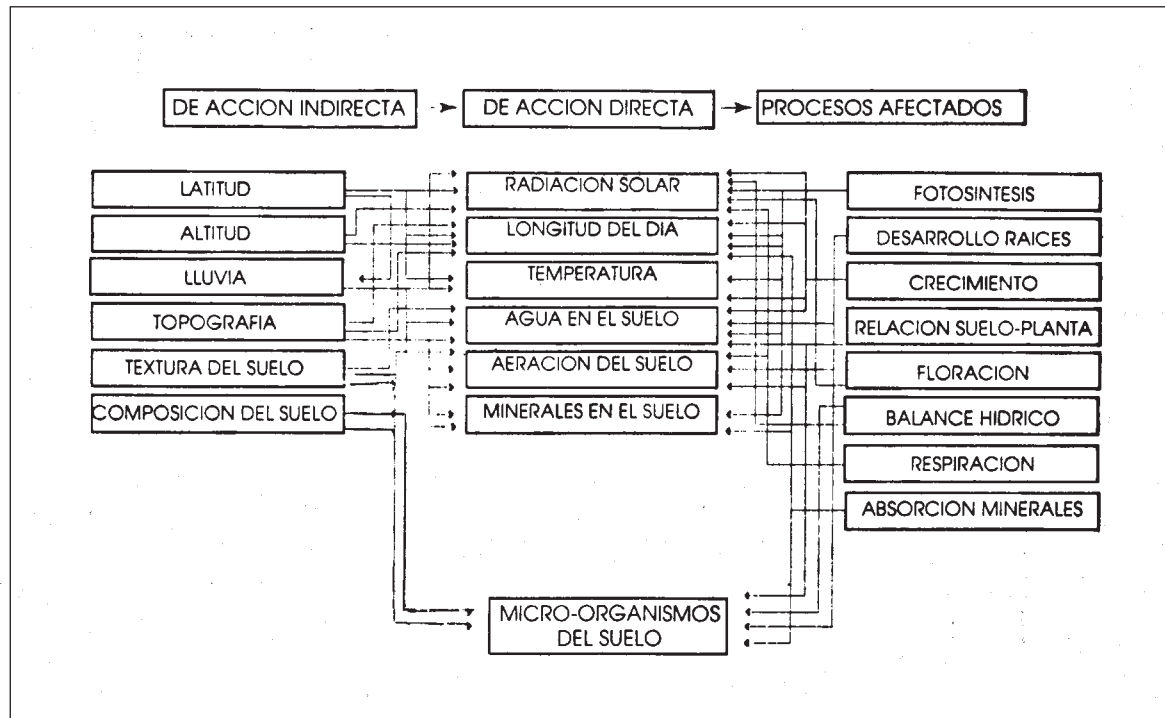 DE ACCION INDIRECTA
DE ACCION DIRECTA
PROCESOS AFECTADOS
LATITUD
ALTITUD
LLUVIA
TOPOGRAFIA
TEXTURA DEL SUELO
COMPOSICION DEL SUELO
RADIACION SOLAR
LONGITUD DEL DIA
TEMPERATURA
AGUA EN EL SUELO
AERACION DEL SUELO
MINERALES EN EL SUELO
MICRO-ORGANISMOS
DEL SUELO
FOTOSINTESIS
DESARROLLO RAICES
CRECIMIENTO
RELACION SUELO-PLANTA
FLORACION
BALANCE HIDRICO
RESPIRACION
ABSORCION MINERALES